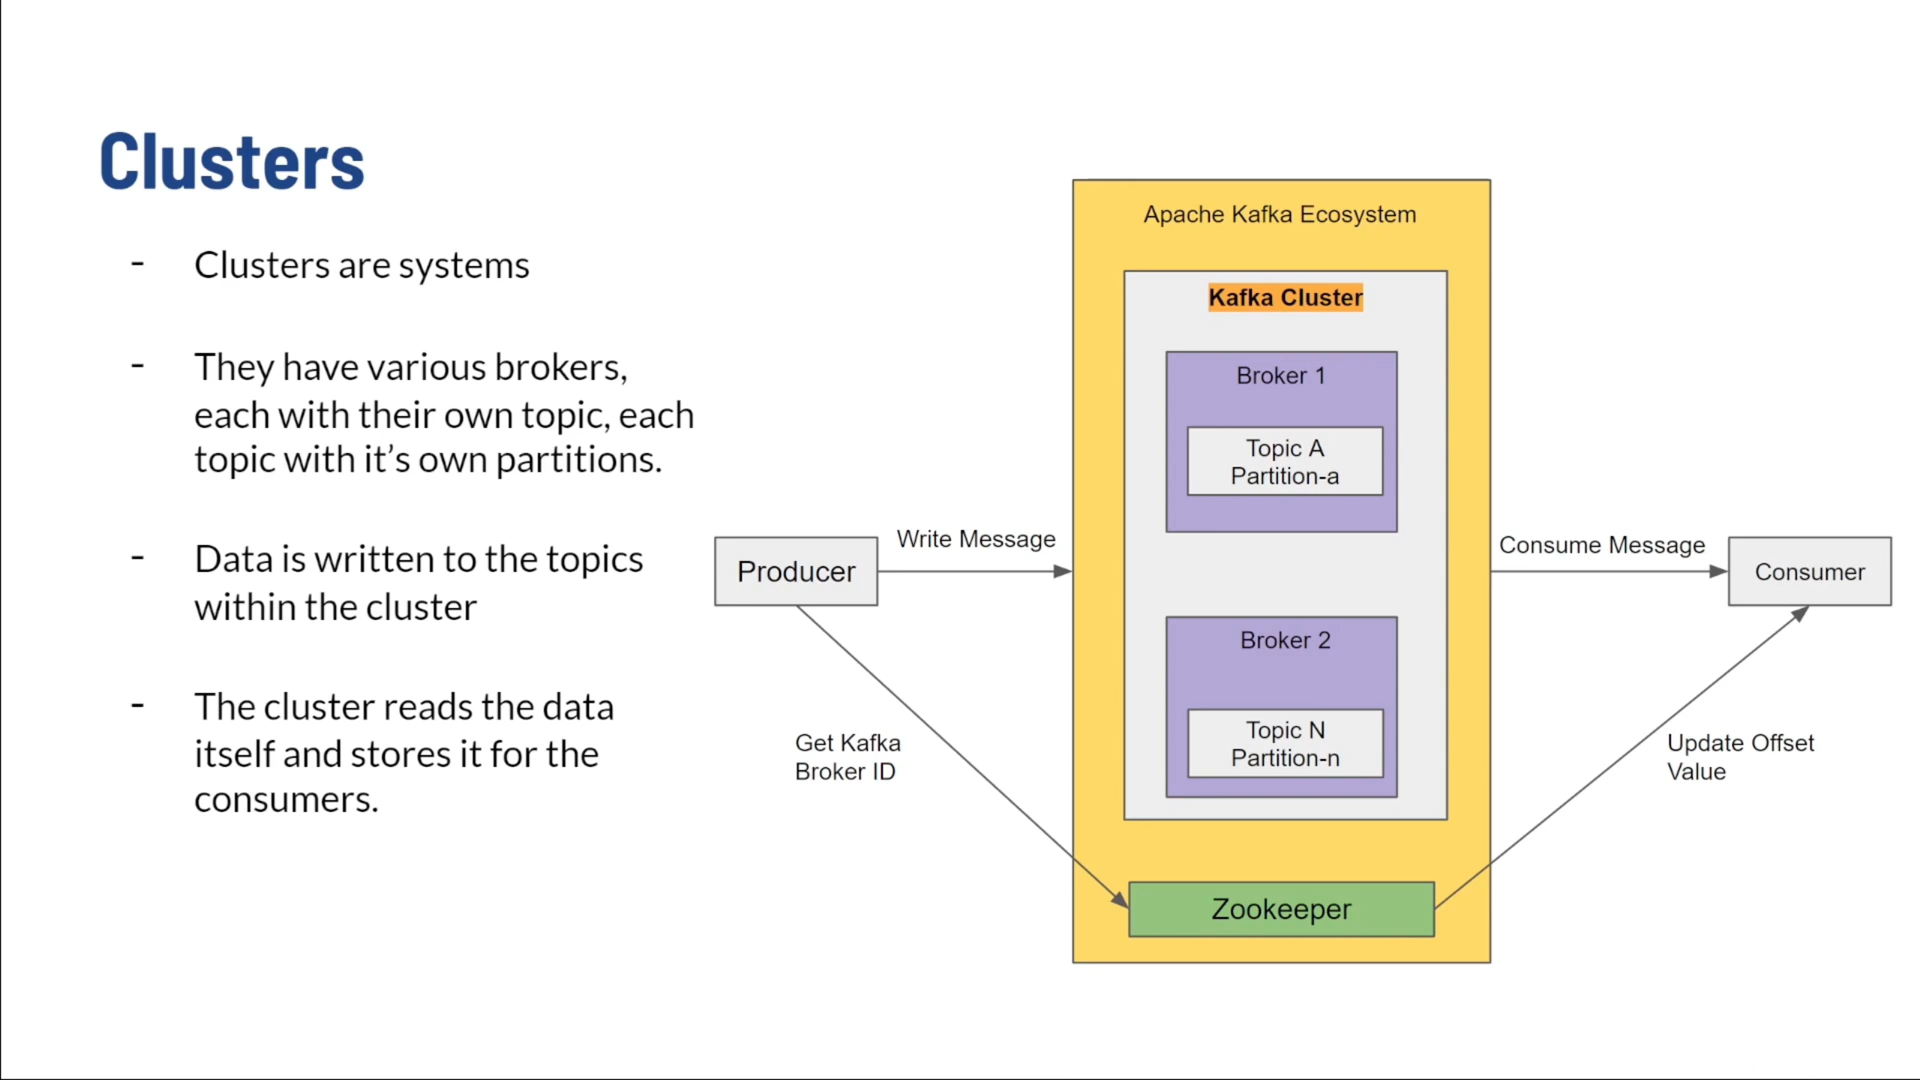 Clusters
- Clusters are systems
- They have various brokers,
each with their own topic, each
topic with it’s own partitions.
- Data is written to the topics
within the cluster
- The cluster reads the data
itself and stores it for the
consumers.
Apache Kafka Ecosystem
Kafka Cluster
Broker 1
Topic A
Partition-a
Broker 2
Topic N
Partition-n
Zookeeper
Producer
Write Message
Get Kafka
Broker ID
Consume Message
Consumer
Update Offset
Value